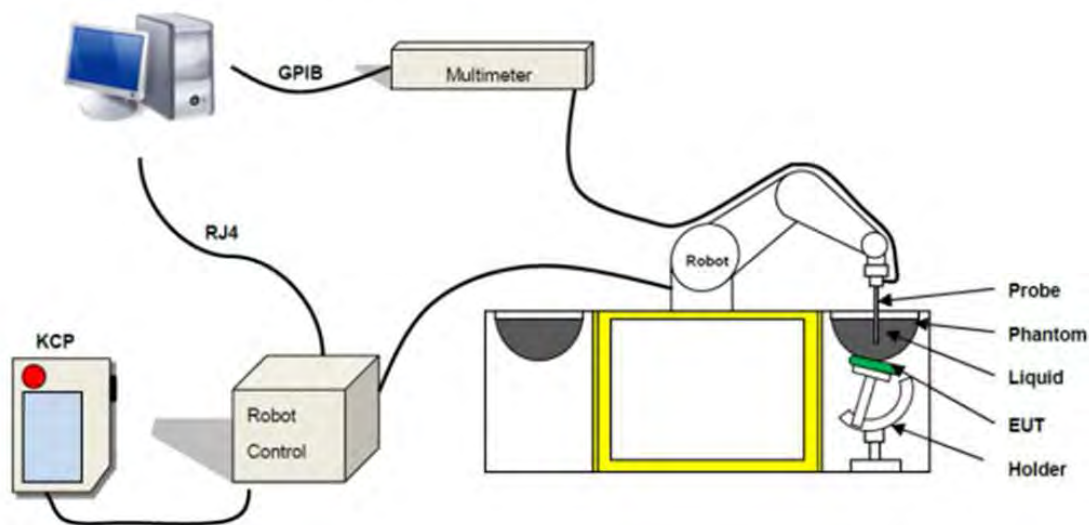 GPIB
Multimeter
RJ4
Robot
Probe
Phantom
KCP
Liquid
Robot
Control
EUT
Holder